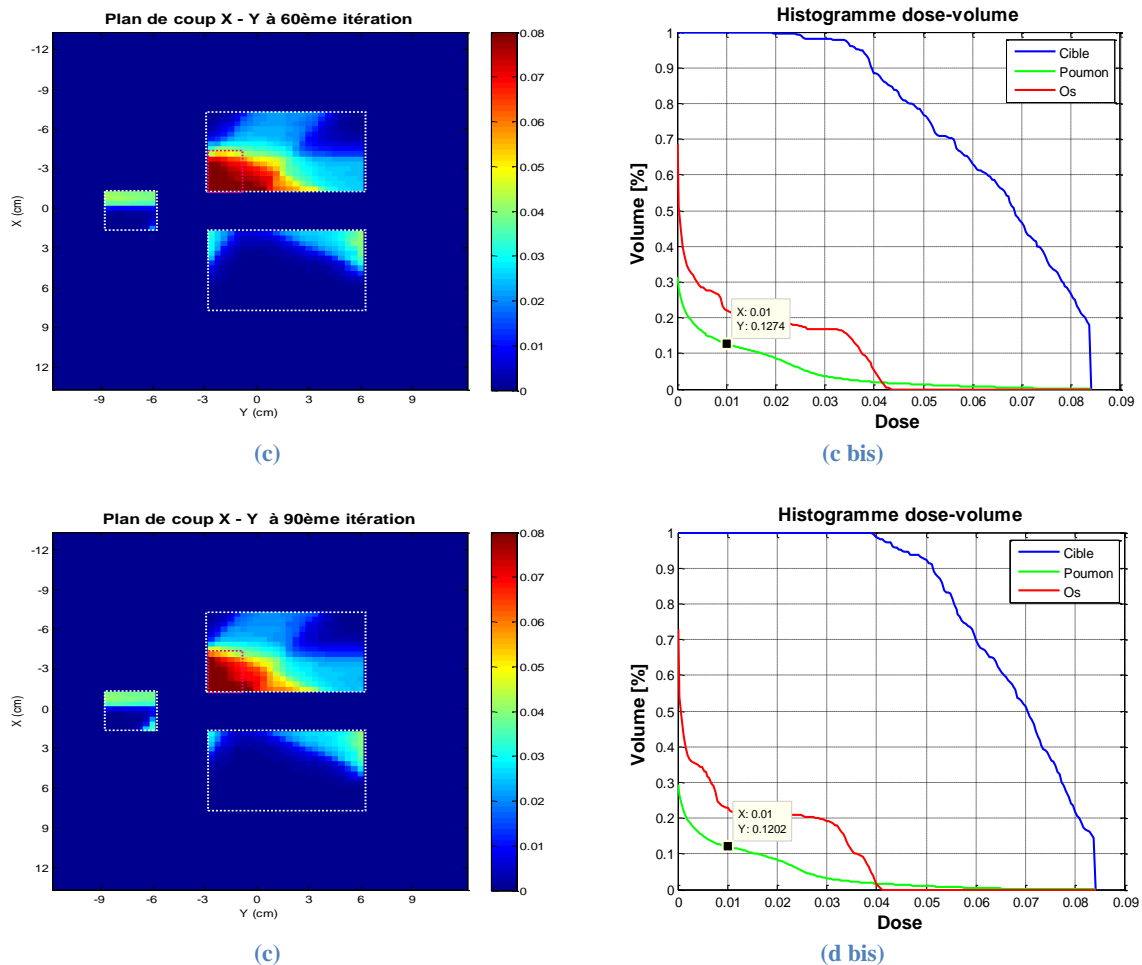 Plan de coup X - Y à 60ème itération
-12
-9
-6
-3
0
3
6
9
12
X (cm)
-9 -6 -3 0 3 6 9
Y (cm)
0.08
0.07
0.06
0.05
0.04
0.03
0.02
0.01
0
(c)
Histogramme dose-volume
1
0.9
0.8
0.7
0.6
0.5
0.4
0.3
0.2
0.1
0
Volume [%]
Cible
Poumon
Os
X: 0.01
Y: 0.1274
0 0.01 0.02 0.03 0.04 0.05 0.06 0.07 0.08 0.09
Dose
(c bis)
Plan de coup X - Y à 90ème itération
-12
-9
-6
-3
0
3
6
9
12
X (cm)
-9 -6 -3 0 3 6 9
Y (cm)
0.08
0.07
0.06
0.05
0.04
0.03
0.02
0.01
0
(c)
Histogramme dose-volume
1
0.9
0.8
0.7
0.6
0.5
0.4
0.3
0.2
0.1
0
Volume [%]
Cible
Poumon
Os
X: 0.01
Y: 0.1202
0 0.01 0.02 0.03 0.04 0.05 0.06 0.07 0.08 0.09
Dose
(d bis)